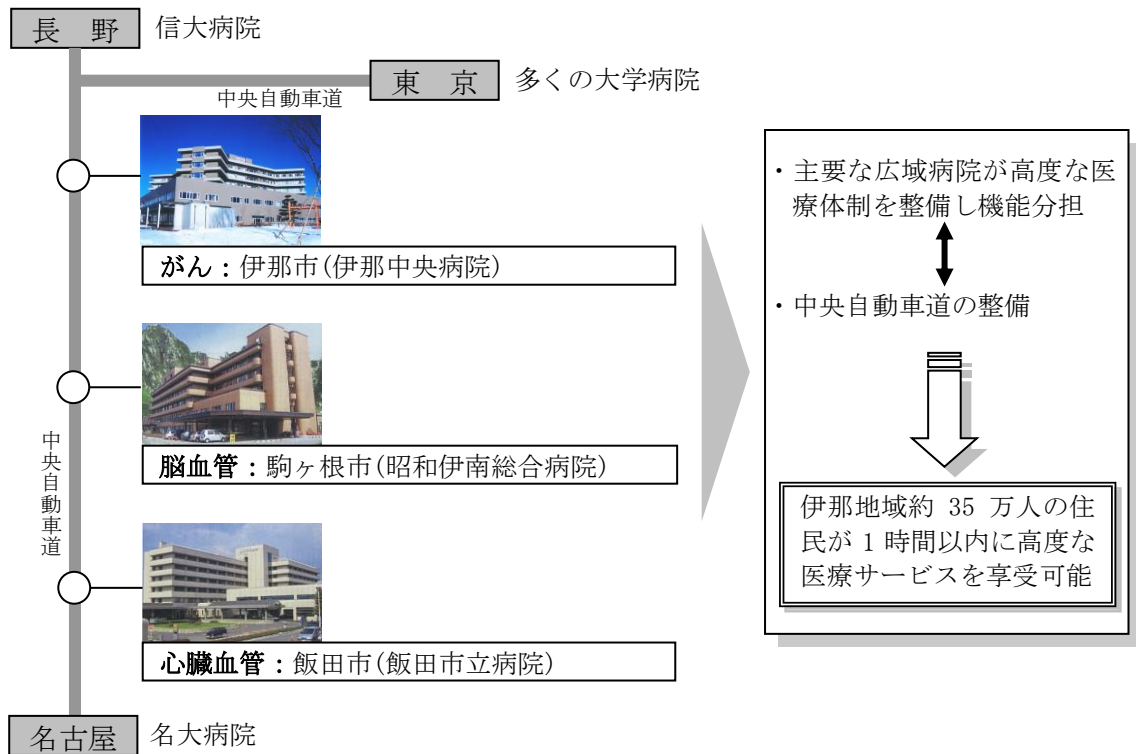 長 野 信大病院
東 京 多くの大学病院
中央自動車道
がん：伊那市(伊那中央病院)
脳血管：駒ヶ根市(昭和伊南総合病院)
中央自動車道
心臓血管：飯田市(飯田市立病院)
名古屋 名大病院
・主要な広域病院が高度な医
療体制を整備し機能分担
・中央自動車道の整備
伊那地域約 35 万人の住
民が 1 時間以内に高度な
医療サービスを享受可能